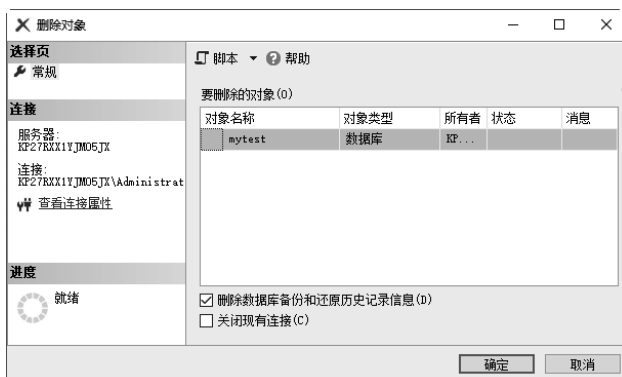 删除对象
选择页
常规
脚本 帮助
要删除的对象(O)
对象名称 对象类型 所有者 状态 消息
mytest 数据库 KP...
连接
服务器:
KP27RXX1YJMO5JX
连接:
KP27RXX1YJMO5JX\Administrat
查看连接属性
进度
就绪
删除数据库备份和还原历史记录信息(D)
关闭现有连接(C)
确定 取消